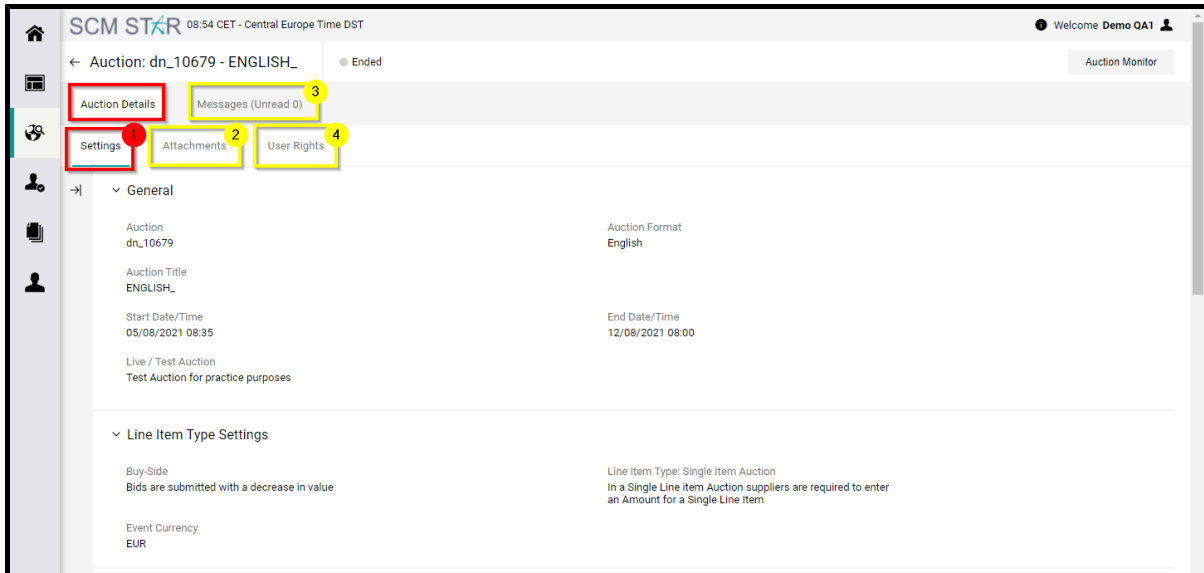 SCM STAR 08:54 CET - Central Europe Time DST
Welcome Demo QA1
← Auction: dn_10679 - ENGLISH_
Ended
Auction Monitor
Auction Details
Messages (Unread 0)
3
Settings
1
Attachments
2
User Rights
4
General
Auction
dn_10679
Auction Format
English
Auction Title
ENGLISH_
Start Date/Time
05/08/2021 08:35
End Date/Time
12/08/2021 08:00
Live / Test Auction
Test Auction for practice purposes
Line Item Type Settings
Buy-Side
Bids are submitted with a decrease in value
Line Item Type: Single Item Auction
In a Single Line item Auction suppliers are required to enter
an Amount for a Single Line Item
Event Currency
EUR